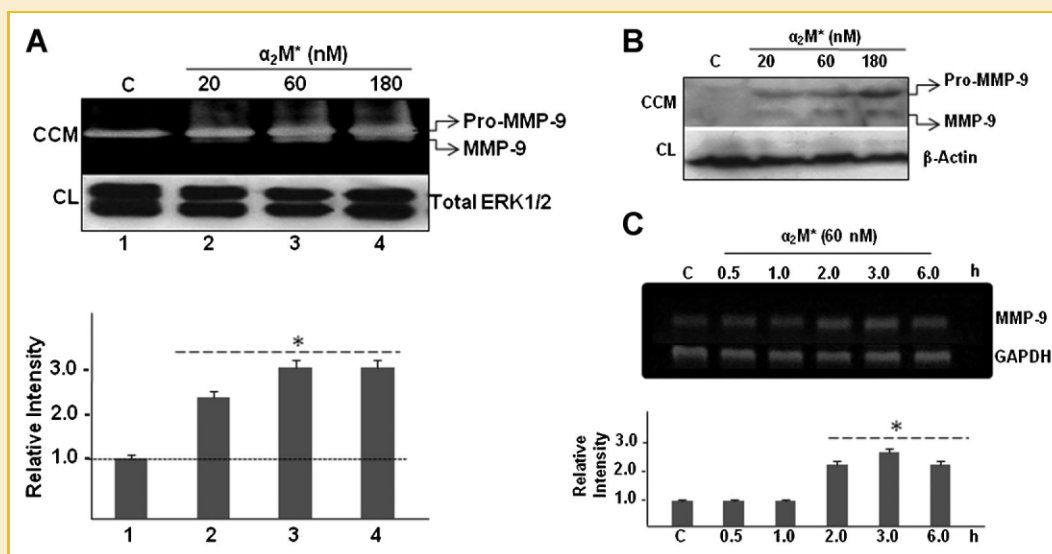 A
α₂M* (nM)
C 20 60 180
CCM
Pro-MMP-9
MMP-9
CL
Total ERK1/2
1 2 3 4
Relative Intensity
3.0
*
2.0
1.0
1 2 3 4
B
α₂M* (nM)
C 20 60 180
CCM
Pro-MMP-9
MMP-9
CL
β-Actin
C
α₂M* (60 nM)
C 0.5 1.0 2.0 3.0 6.0 h
MMP-9
GAPDH
Relative
Intensity
*
3.0
2.0
1.0
C 0.5 1.0 2.0 3.0 6.0 h